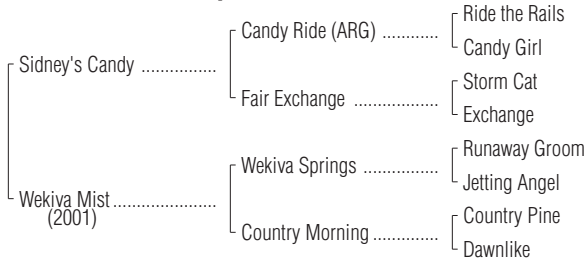 Ride the Rails
Candy Ride (ARG) ............
Candy Girl
Sidney's Candy ................
Storm Cat
Fair Exchange ..................
Exchange
Runaway Groom
Wekiva Springs ................
Jetting Angel
Wekiva Mist ......................
(2001)
Country Pine
Country Morning ..............
Dawnlike